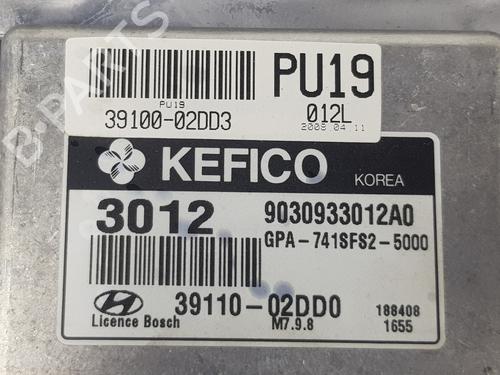 PU19
PU19
39100-02DD3
012L
2009.04.11
KEFICO
KOREA
3012
9030933012A0
GPA-741SFS2-5000
39110-02DD0
188408
Licence Bosch
M7.9.8
1655
B-PARTS